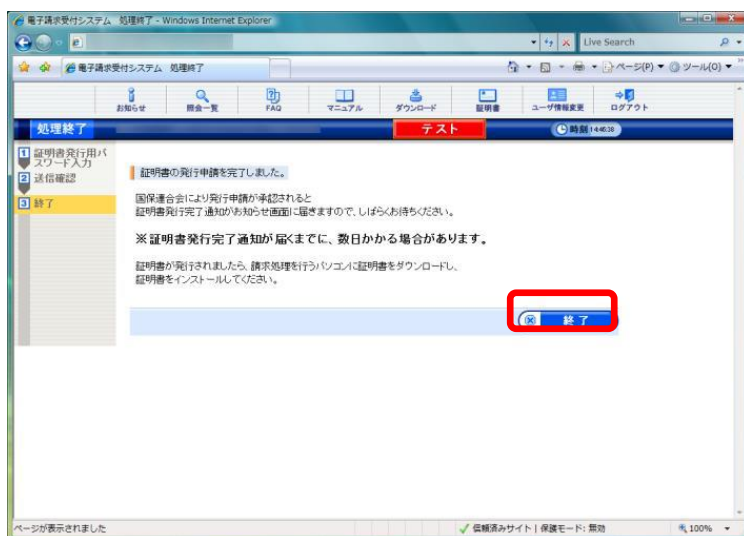 電子請求受付システム 処理終了 - Windows Internet Explorer
Live Search
電子請求受付システム 処理終了
ページ(P)
ツール(O)
お知らせ
照会一覧
FAQ
マニュアル
ダウンロード
証明書
ユーザ情報変更
ログアウト
処理終了
テスト
時刻 14:46:38
1 証明書発行用パ
スワード入力
2 送信確認
3 終了
証明書の発行申請を完了しました。
国保連合会により発行申請が承認されると
証明書発行完了通知がお知らせ画面に届きますので、しばらくお待ちください。
※証明書発行完了通知が届くまでに、数日かかる場合があります。
証明書が発行されましたら、請求処理を行うパソコンに証明書をダウンロードし、
証明書をインストールしてください。
終了
ページが表示されました
信頼済みサイト | 保護モード: 無効
100%